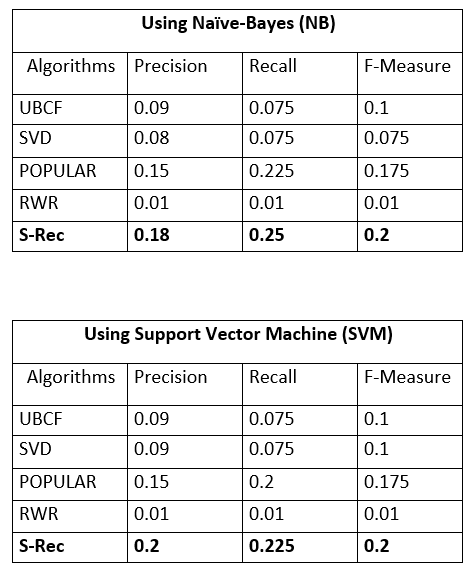 Using Naïve-Bayes (NB)
Algorithms Precision Recall F-Measure
UBCF 0.09 0.075 0.1
SVD 0.08 0.075 0.075
POPULAR 0.15 0.225 0.175
RWR 0.01 0.01 0.01
S-Rec 0.18 0.25 0.2
Using Support Vector Machine (SVM)
Algorithms Precision Recall F-Measure
UBCF 0.09 0.075 0.1
SVD 0.09 0.075 0.1
POPULAR 0.15 0.2 0.175
RWR 0.01 0.01 0.01
S-Rec 0.2 0.225 0.2